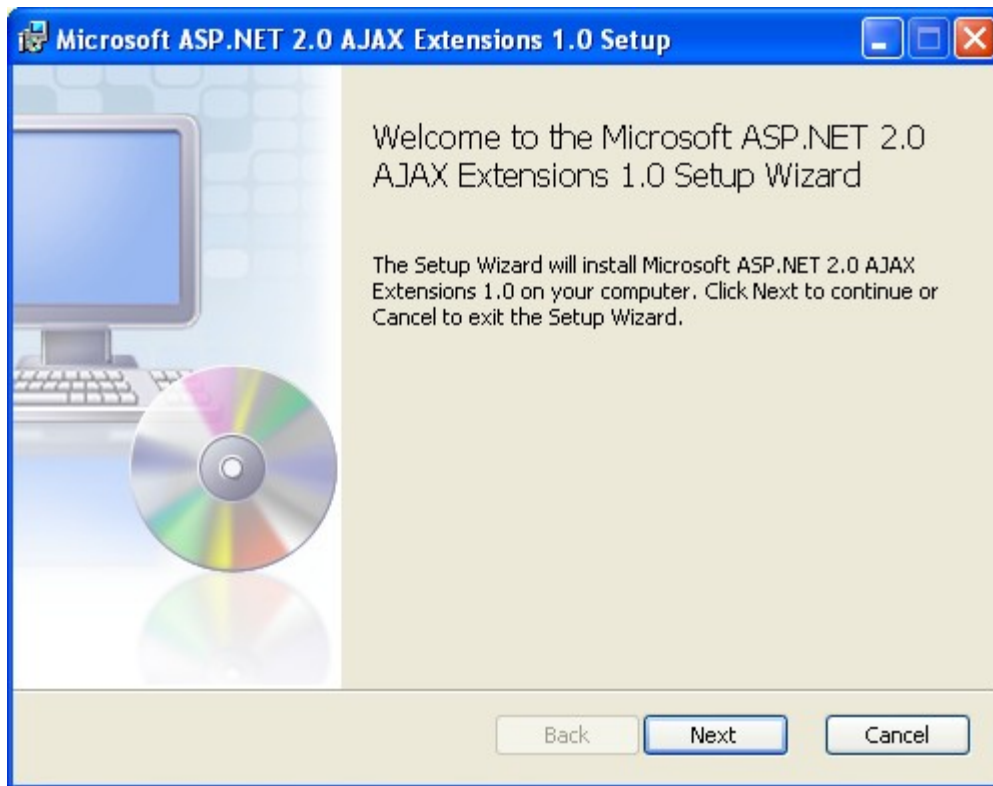 Microsoft ASP.NET 2.0 AJAX Extensions 1.0 Setup
Welcome to the Microsoft ASP.NET 2.0
AJAX Extensions 1.0 Setup Wizard
The Setup Wizard will install Microsoft ASP.NET 2.0 AJAX
Extensions 1.0 on your computer. Click Next to continue or
Cancel to exit the Setup Wizard.
Back
Next
Cancel